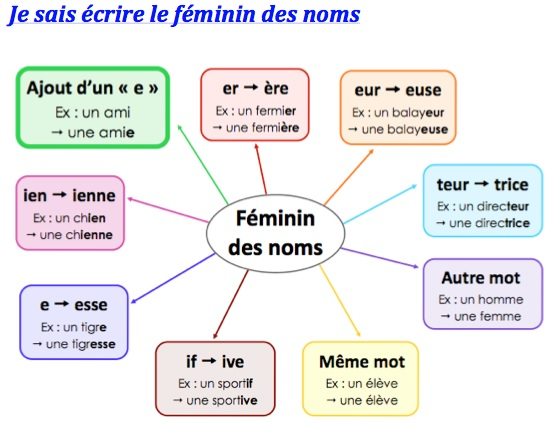 Je sais écrire le féminin des noms
Ajout d’un « e »
Ex : un ami
→ une amie
er → ère
Ex : un fermier
→ une fermière
eur → euse
Ex : un balayeur
→ une balayeuse
ien → ienne
Ex : un chien
→ une chienne
Féminin
des noms
teur → trice
Ex : un directeur
→ une directrice
e → esse
Ex : un tigre
→ une tigresse
Autre mot
Ex : un homme
→ une femme
if → ive
Ex : un sportif
→ une sportive
Même mot
Ex : un élève
→ une élève